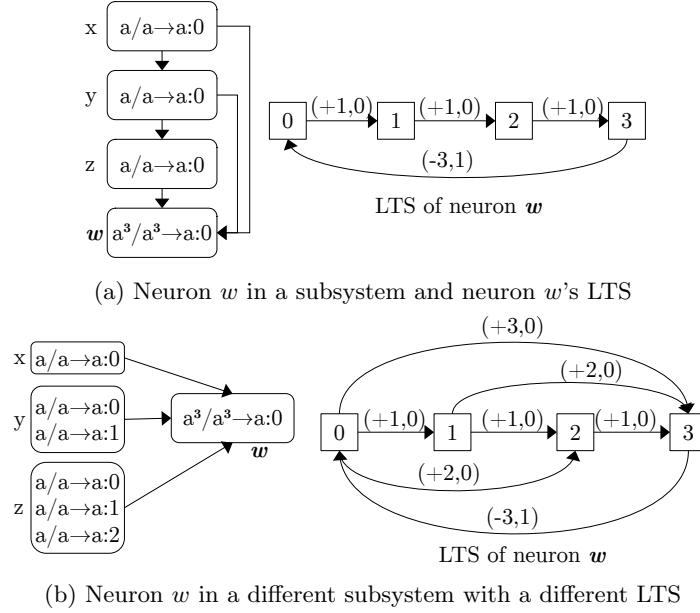 x a/a→a:0
y a/a→a:0
z a/a→a:0
w a³/a³→a:0
(+1,0) (+1,0) (+1,0)
0 1 2 3
(-3,1)
LTS of neuron w
(a) Neuron w in a subsystem and neuron w's LTS
x a/a→a:0
y a/a→a:0
a/a→a:1
z a/a→a:0
a/a→a:1
a/a→a:2
a³/a³→a:0
w
(+3,0)
(+2,0)
(+1,0) (+1,0) (+1,0)
0 1 2 3
(+2,0)
(-3,1)
LTS of neuron w
(b) Neuron w in a different subsystem with a different LTS